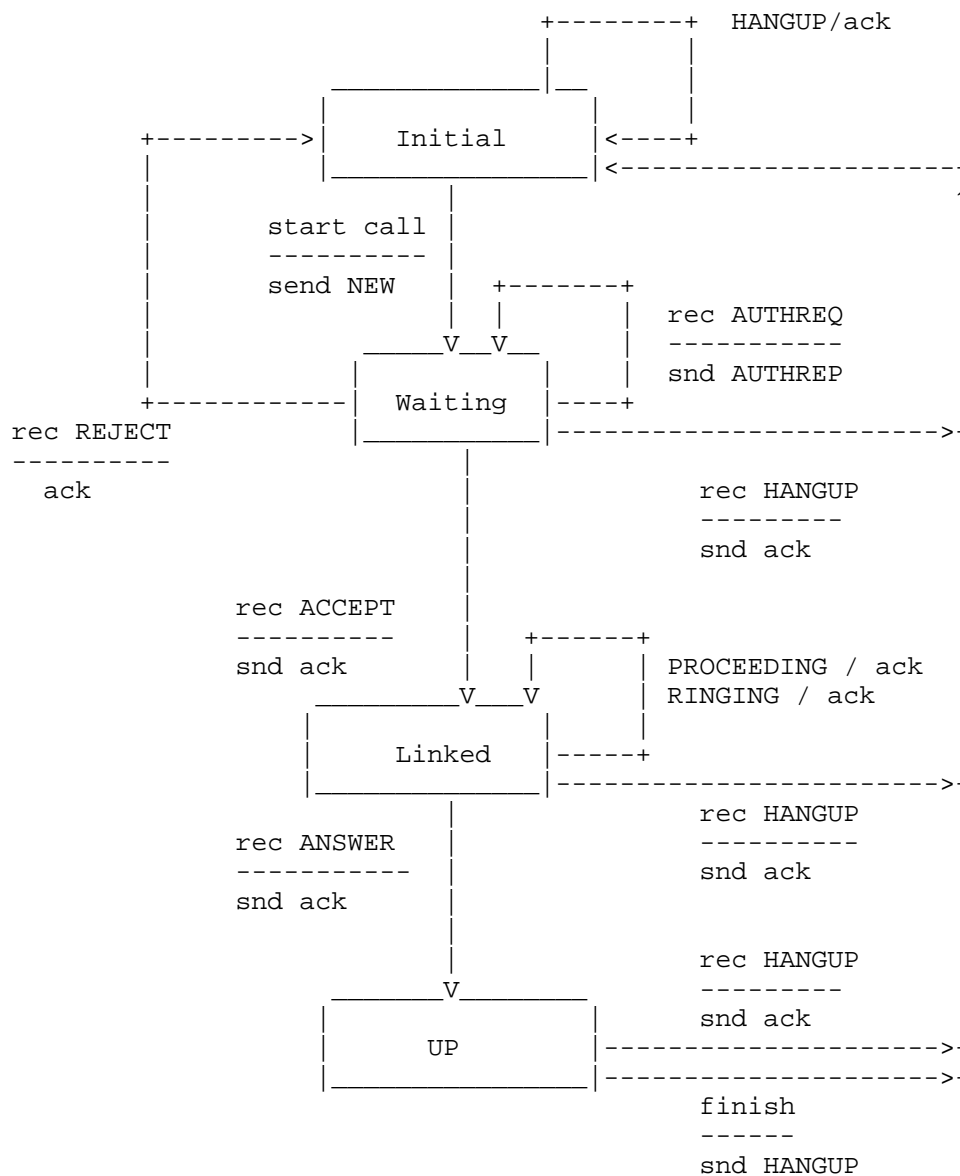 HANGUP/ack
Initial
start call
----------
send NEW
rec AUTHREQ
-----------
snd AUTHREP
Waiting
rec REJECT
----------
ack
rec HANGUP
---------
snd ack
rec ACCEPT
----------
snd ack
PROCEEDING / ack
RINGING / ack
Linked
rec HANGUP
----------
snd ack
rec ANSWER
-----------
snd ack
rec HANGUP
---------
snd ack
UP
finish
------
snd HANGUP